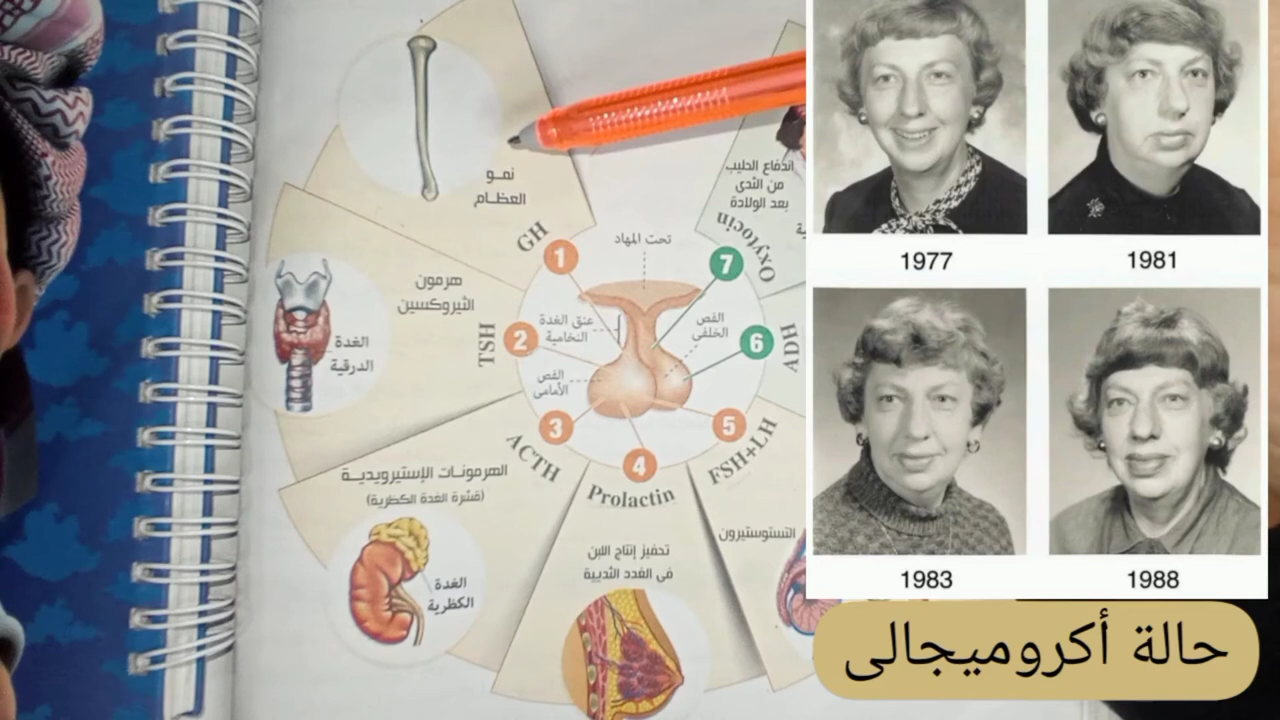 نمو
العظام
GH
1
هرمون
الثيروكسين
الغدة
الدرقية
TSH
2
الهرمونات الإستيرويدية
(قشرة الغدة الكظرية)
الغدة
الكظرية
ACTH
3
Prolactin
4
تحفيز إنتاج اللبن
فى الغدد الثديية
FSH+LH
5
التستوستيرون
ADH
6
Oxytocin
7
اندفاع الحليب
من الثدى
بعد الولادة
تحت المهاد
عنق الغدة
النخامية
الفص
الأمامى
الفص
الخلفى
1977
1981
1983
1988
حالة أكروميجالى